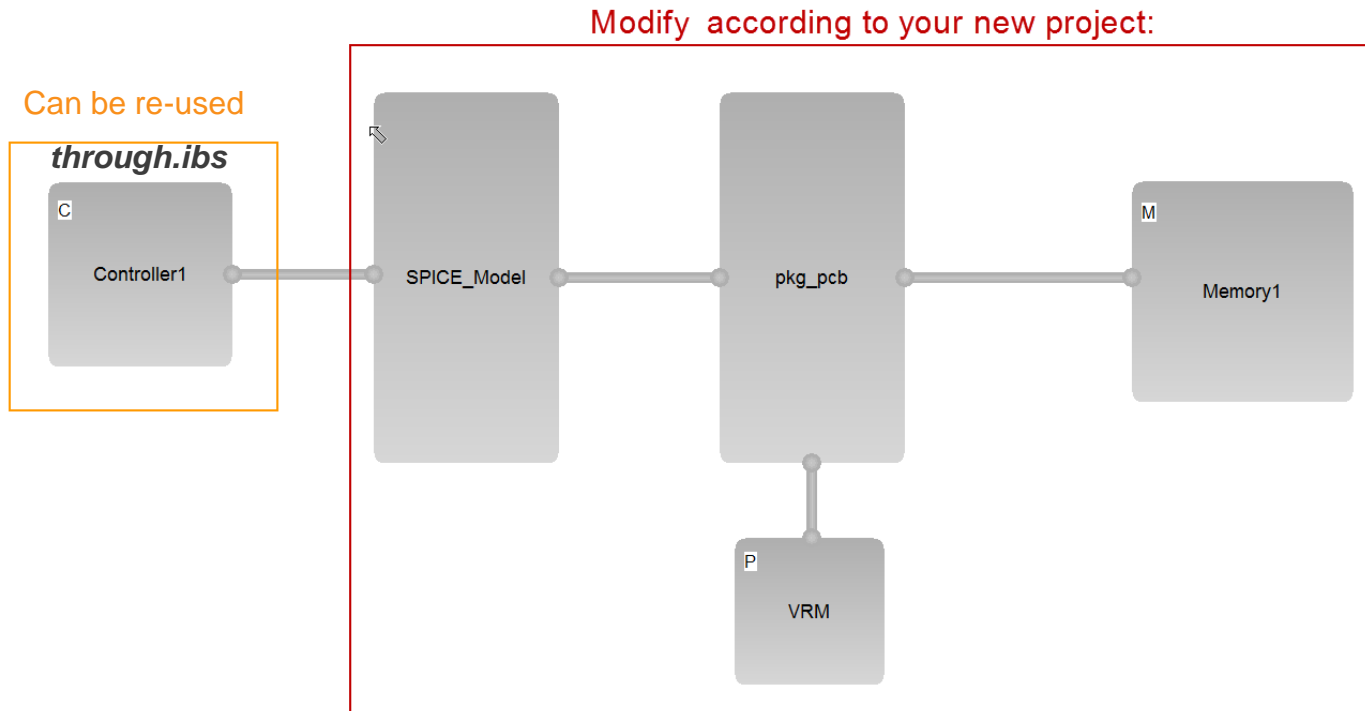 Modify according to your new project:
Can be re-used
through.ibs
C
Controller1
SPICE_Model
pkg_pcb
M
Memory1
P
VRM